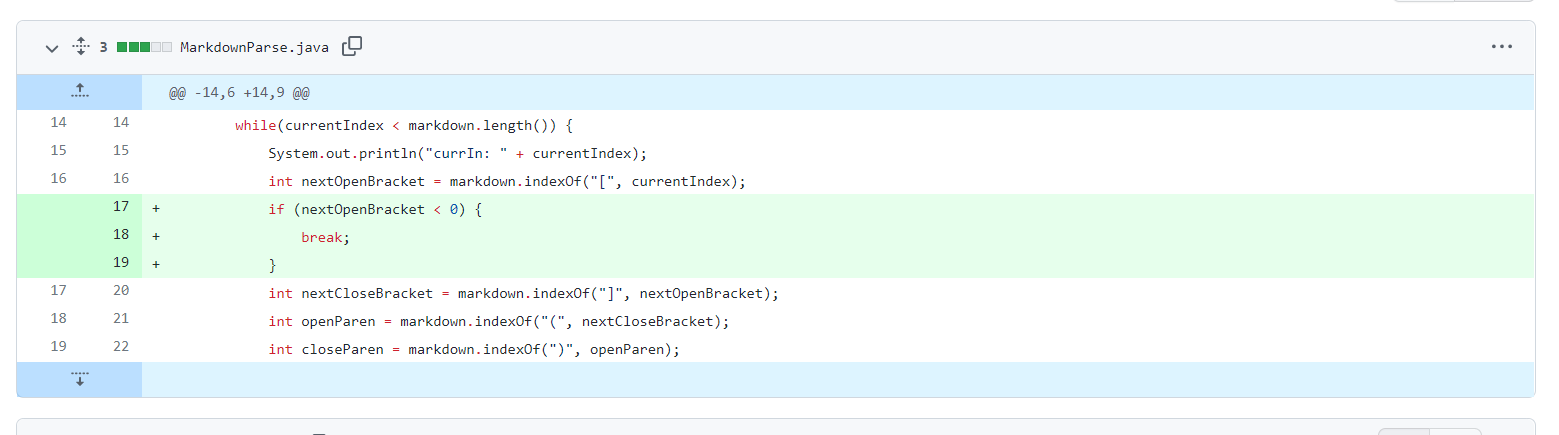 3 MarkdownParse.java
@@ -14,6 +14,9 @@
14 14 while(currentIndex < markdown.length()) {
15 15 System.out.println("currIn: " + currentIndex);
16 16 int nextOpenBracket = markdown.indexOf("[", currentIndex);
17 + if (nextOpenBracket < 0) {
18 + break;
19 + }
17 20 int nextCloseBracket = markdown.indexOf("]", nextOpenBracket);
18 21 int openParen = markdown.indexOf("(", nextCloseBracket);
19 22 int closeParen = markdown.indexOf(")", openParen);